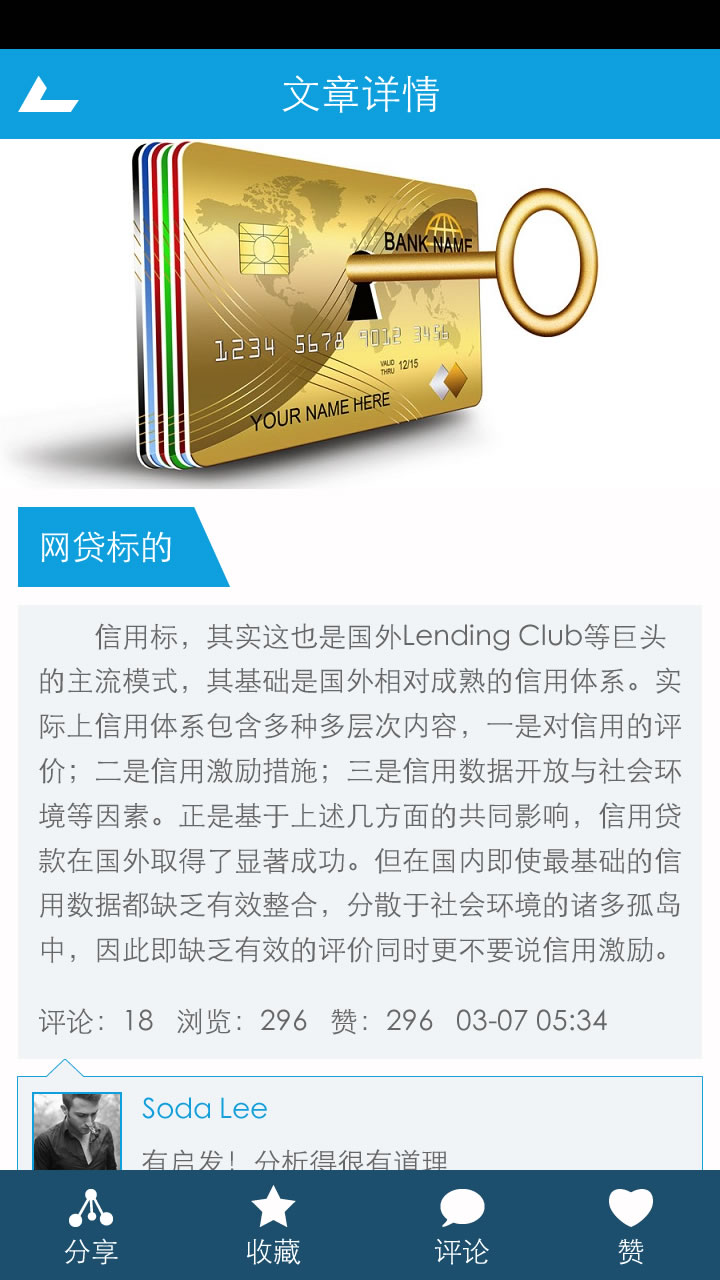 文章详情
BANK NAME
1234 5678 9012 3456
VALID THRU 12/15
YOUR NAME HERE
网贷标的
信用标，其实这也是国外Lending Club等巨头
的主流模式，其基础是国外相对成熟的信用体系。实
际上信用体系包含多种多层次内容，一是对信用的评
价；二是信用激励措施；三是信用数据开放与社会环
境等因素。正是基于上述几方面的共同影响，信用贷
款在国外取得了显著成功。但在国内即使最基础的信
用数据都缺乏有效整合，分散于社会环境的诸多孤岛
中，因此即缺乏有效的评价同时更不要说信用激励。
评论：18 浏览：296 赞：296 03-07 05:34
Soda Lee
有启发！分析得很有道理
分享 收藏 评论 赞